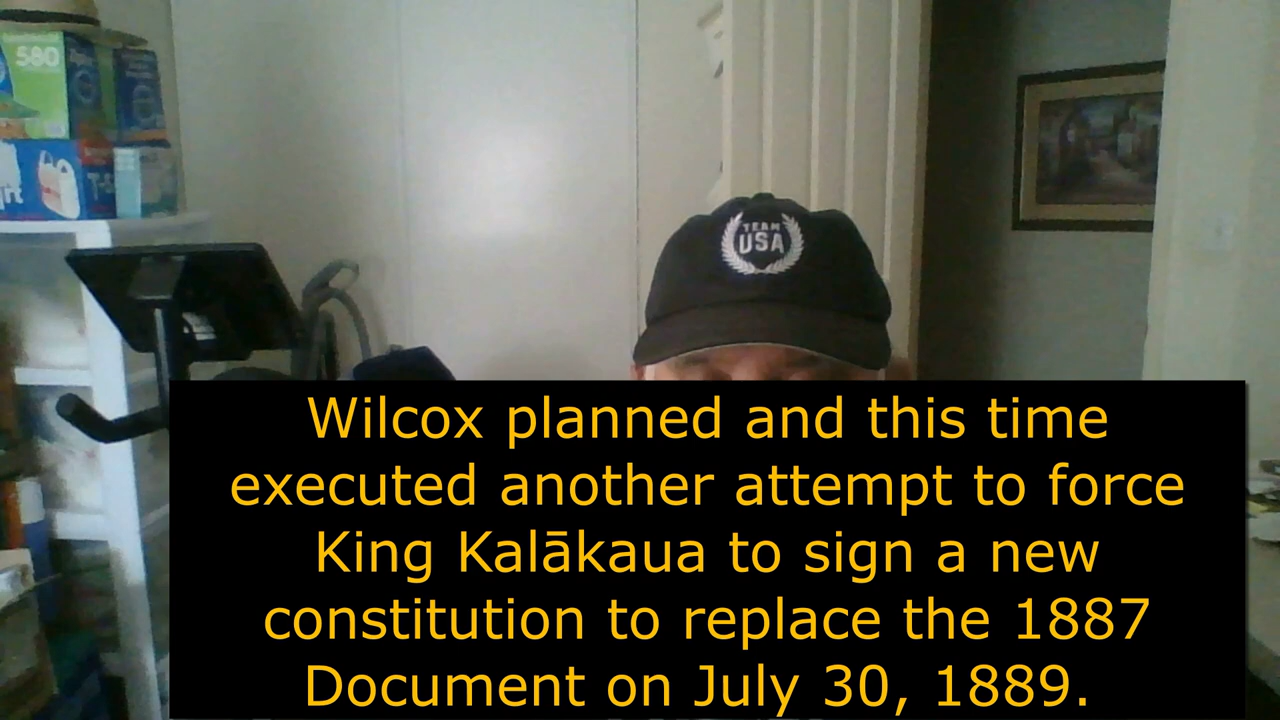 580
TEAM
USA
Wilcox planned and this time
executed another attempt to force
King Kalākaua to sign a new
constitution to replace the 1887
Document on July 30, 1889.